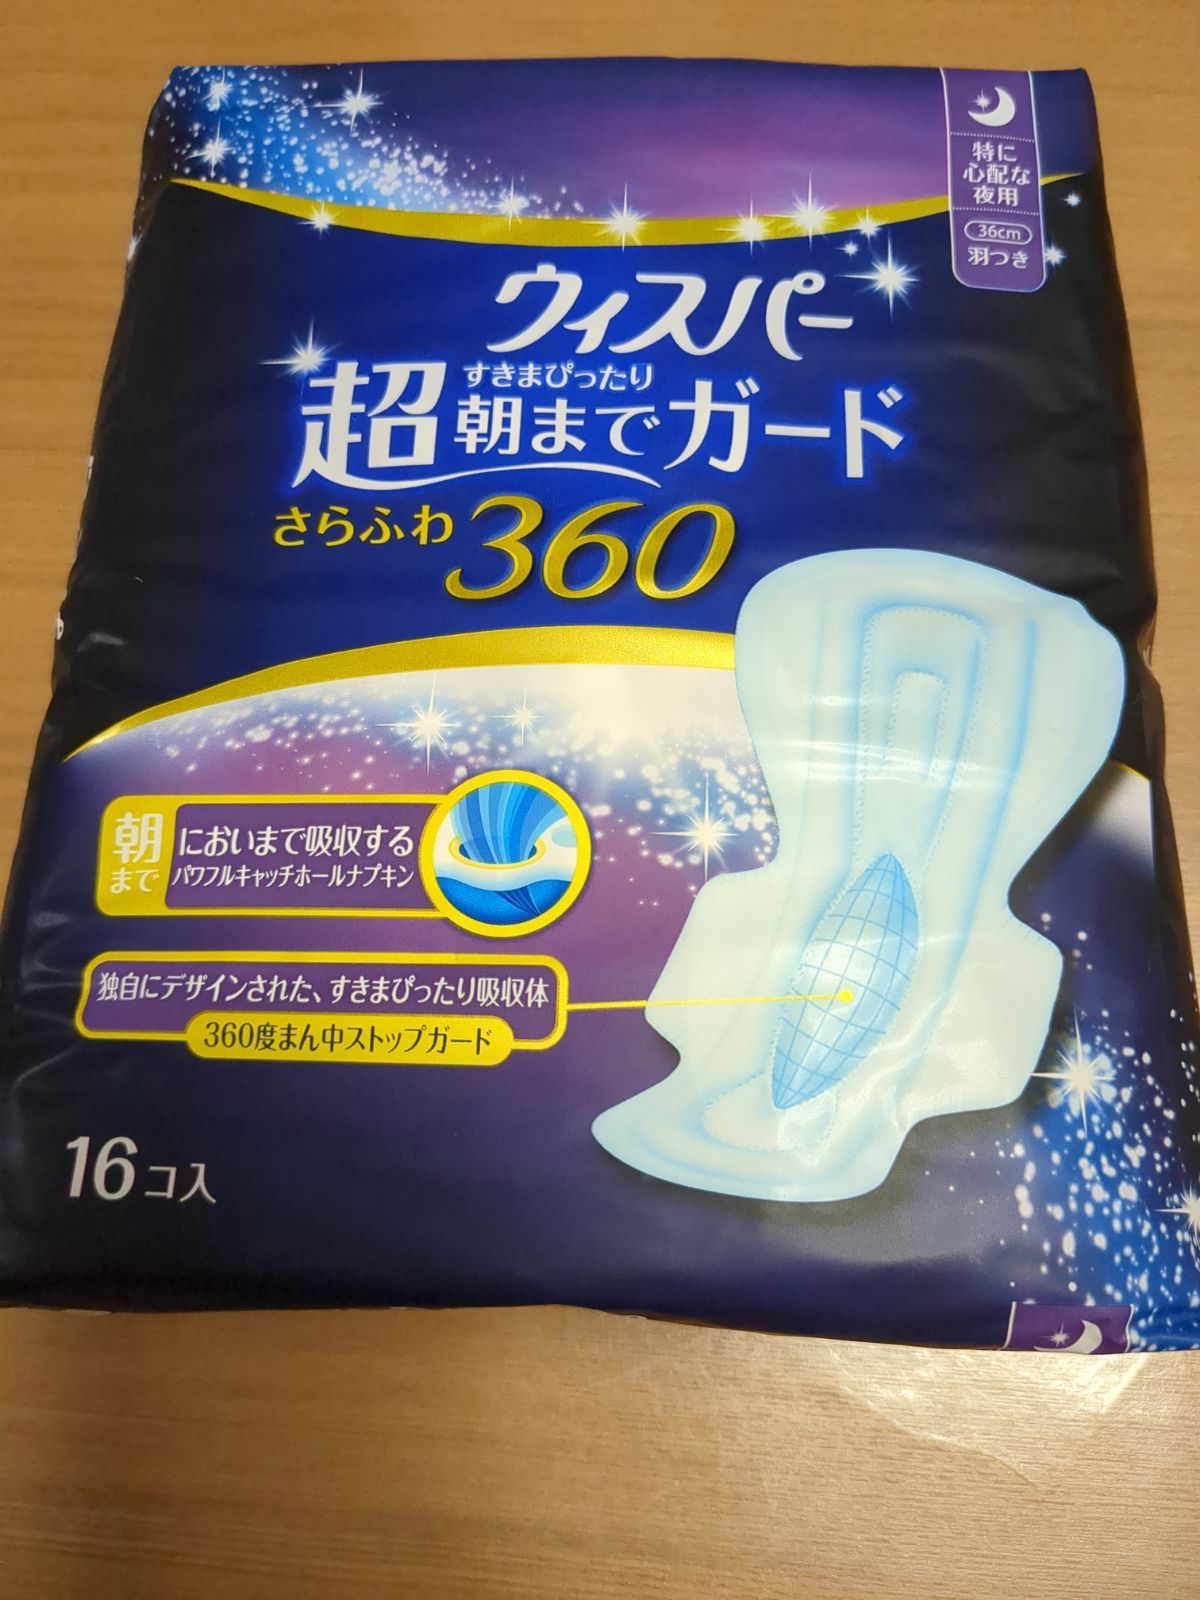 特に
心配な
夜用
36cm
羽つき
ウィスパー
すきまぴったり
超朝までガード
さらふわ360
朝まで
においまで吸収する
パワフルキャッチホールナプキン
独自にデザインされた、すきまぴったり吸収体
360度まん中ストップガード
16コ入